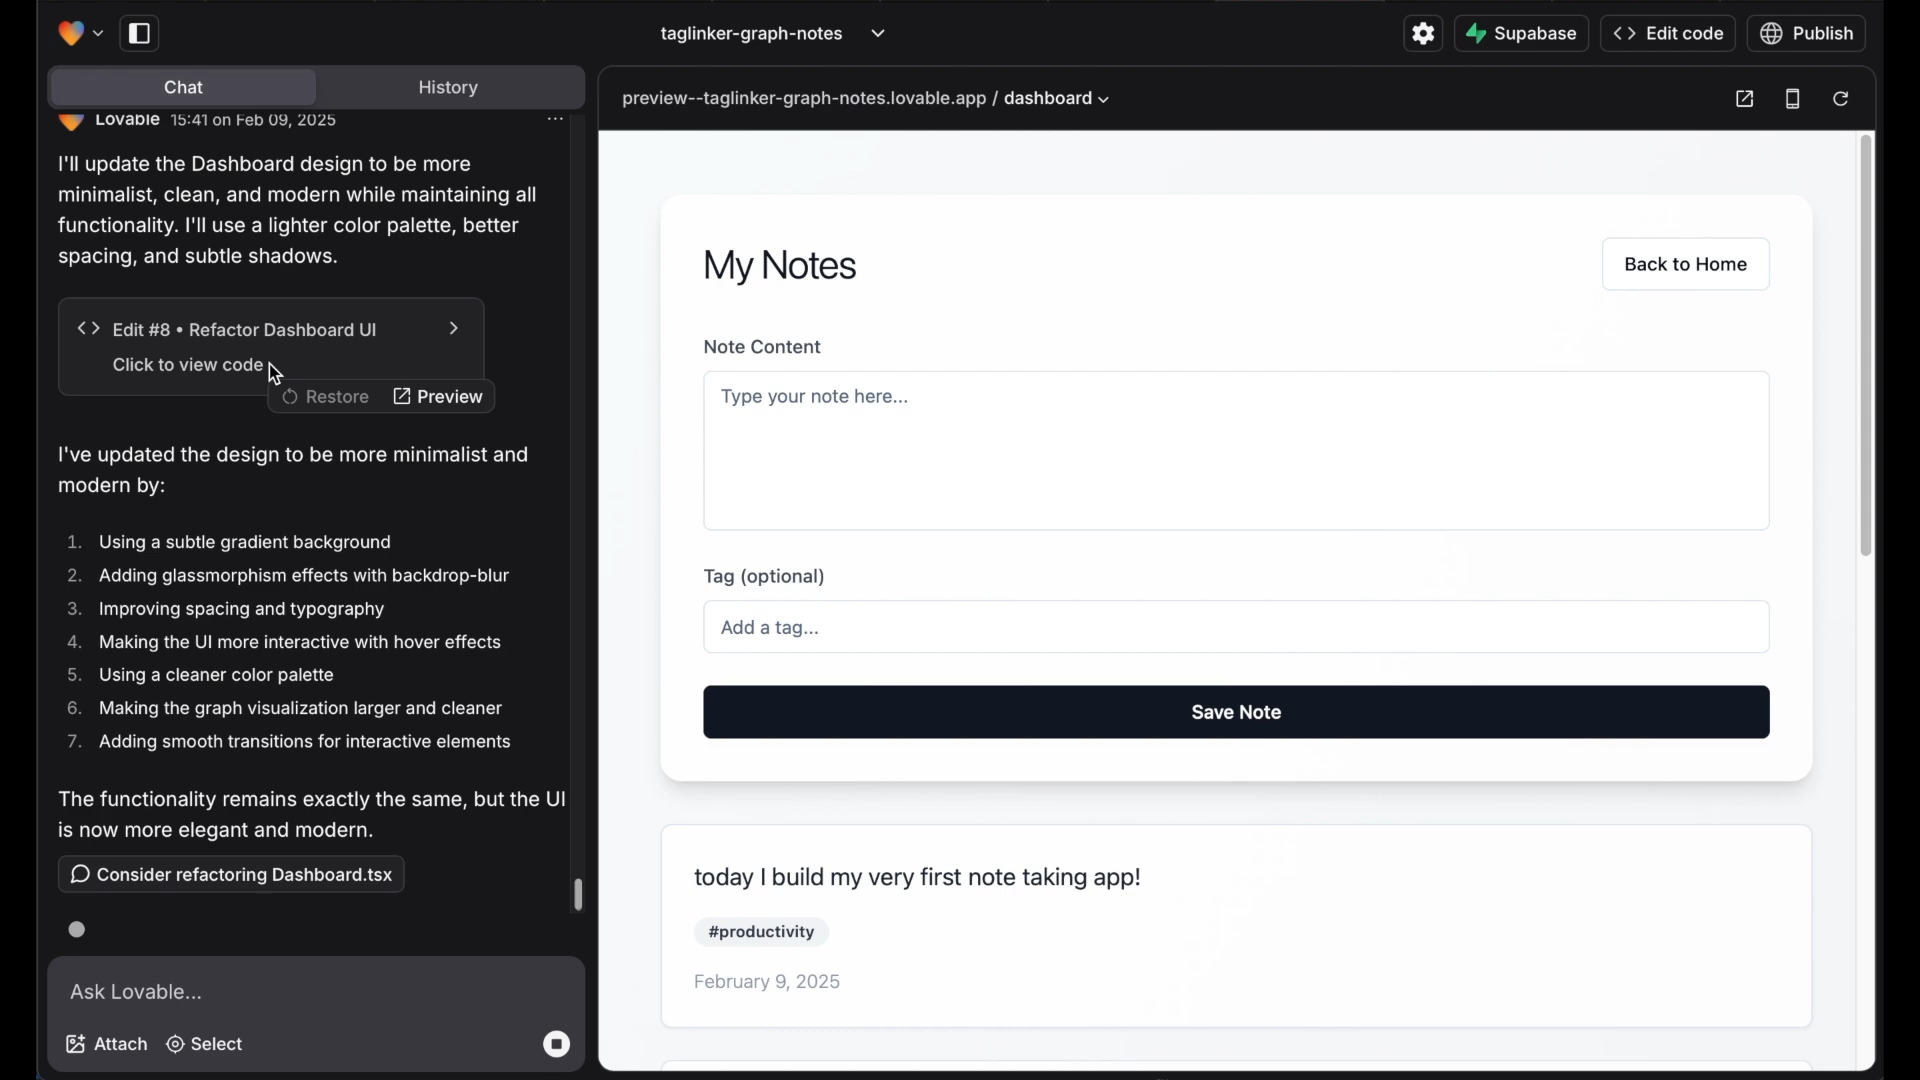 taglinker-graph-notes
Supabase
Edit code
Publish
Chat
History
Lovable 15:41 on Feb 09, 2025
I'll update the Dashboard design to be more
minimalist, clean, and modern while maintaining all
functionality. I'll use a lighter color palette, better
spacing, and subtle shadows.
Edit #8 • Refactor Dashboard UI
Click to view code
Restore
Preview
I've updated the design to be more minimalist and
modern by:
1. Using a subtle gradient background
2. Adding glassmorphism effects with backdrop-blur
3. Improving spacing and typography
4. Making the UI more interactive with hover effects
5. Using a cleaner color palette
6. Making the graph visualization larger and cleaner
7. Adding smooth transitions for interactive elements
The functionality remains exactly the same, but the UI
is now more elegant and modern.
Consider refactoring Dashboard.tsx
Ask Lovable...
Attach
Select
preview--taglinker-graph-notes.lovable.app / dashboard
My Notes
Back to Home
Note Content
Type your note here...
Tag (optional)
Add a tag...
Save Note
today I build my very first note taking app!
#productivity
February 9, 2025